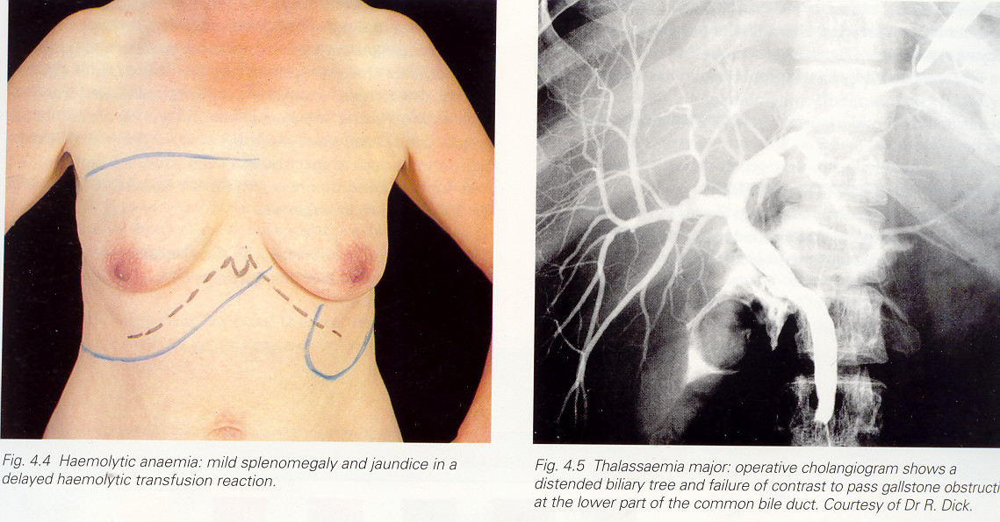 Fig. 4.4 Haemolytic anaemia: mild splenomegaly and jaundice in a
delayed haemolytic transfusion reaction.
Fig. 4.5 Thalassaemia major: operative cholangiogram shows a
distended biliary tree and failure of contrast to pass gallstone obstructi
at the lower part of the common bile duct. Courtesy of Dr R. Dick.